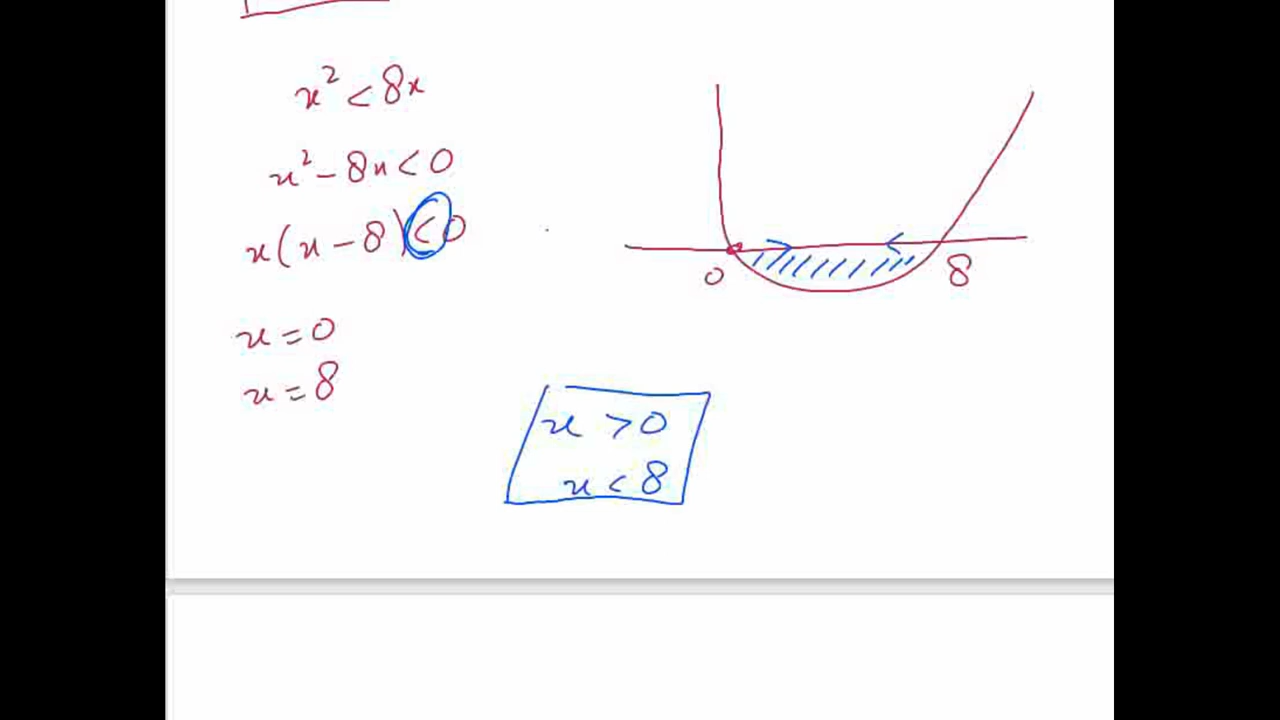 x² < 8x
x² - 8x < 0
x(x - 8) < 0
x = 0
x = 8
0
8
x > 0
x < 8